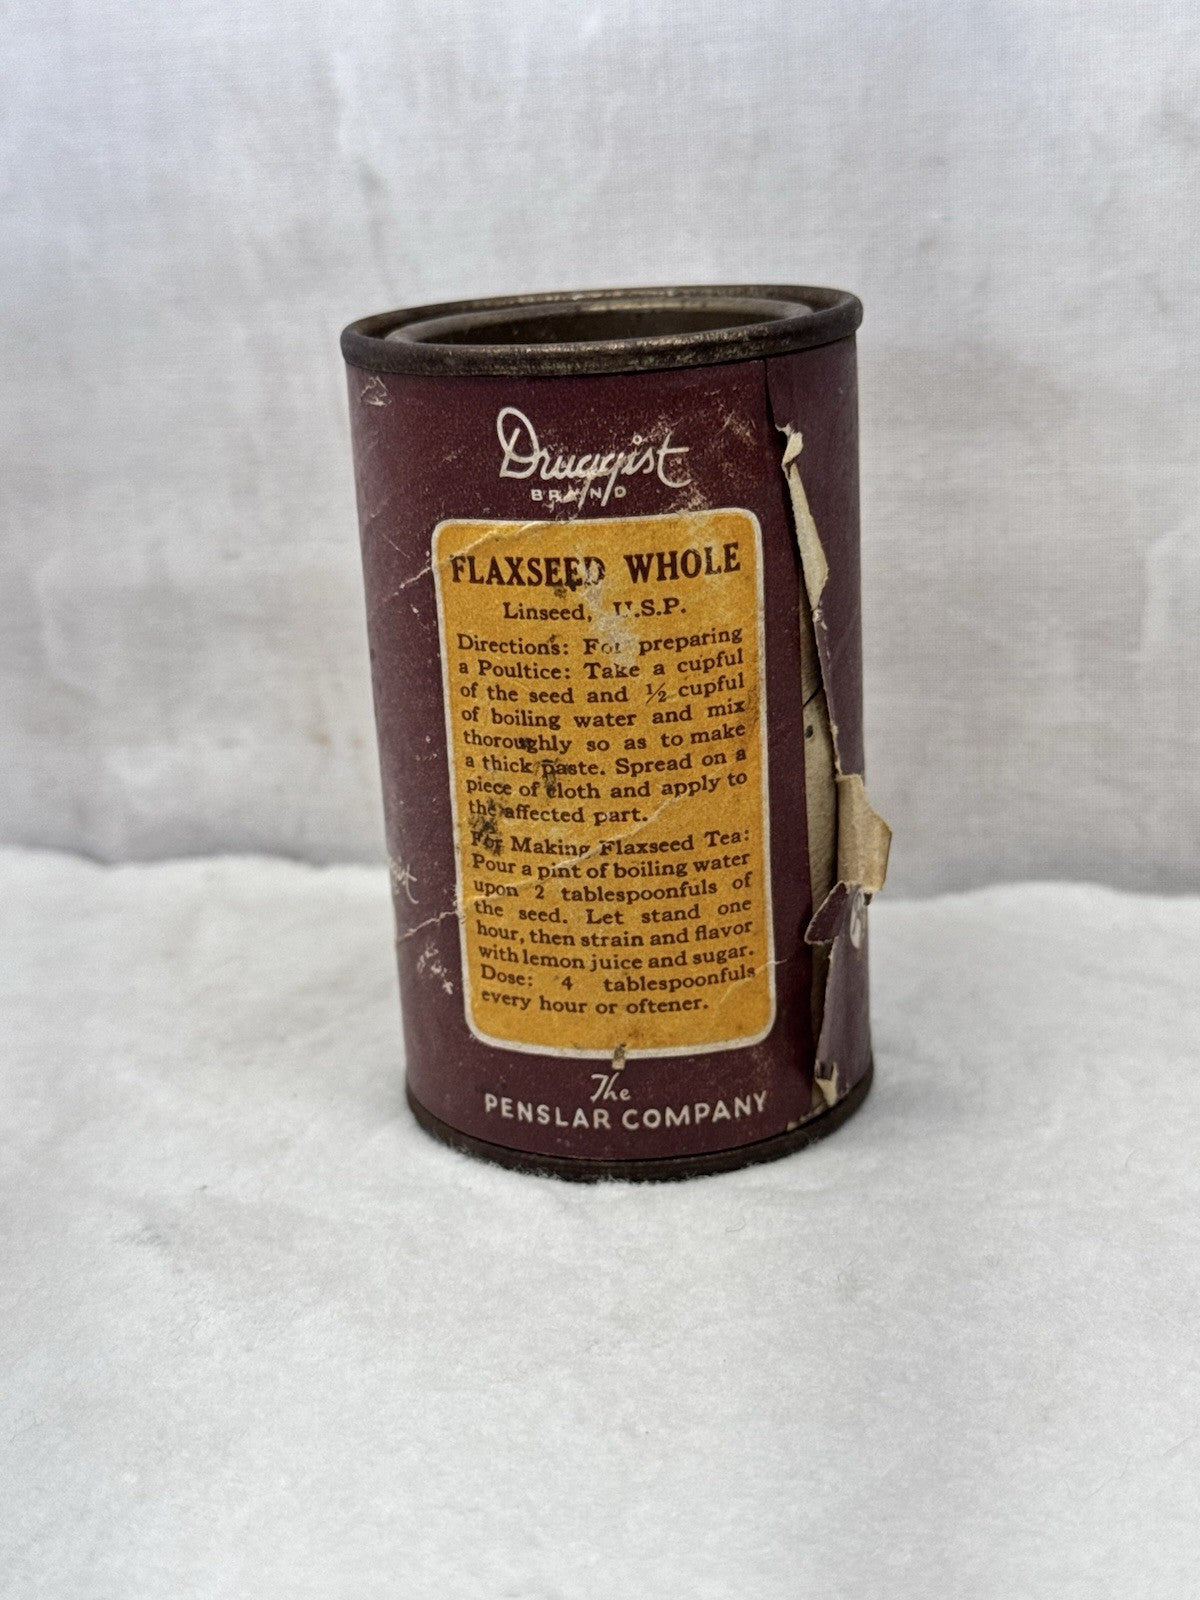 Druggist
BRAND
FLAXSEED WHOLE
Linseed, U.S.P.
Directions: For preparing
a Poultice: Take a cupful
of the seed and ½ cupful
of boiling water and mix
thoroughly so as to make
a thick paste. Spread on a
piece of cloth and apply to
the affected part.
For Making Flaxseed Tea:
Pour a pint of boiling water
upon 2 tablespoonfuls of
the seed. Let stand one
hour, then strain and flavor
with lemon juice and sugar.
Dose: 4 tablespoonfuls
every hour or oftener.
The
PENSLAR COMPANY